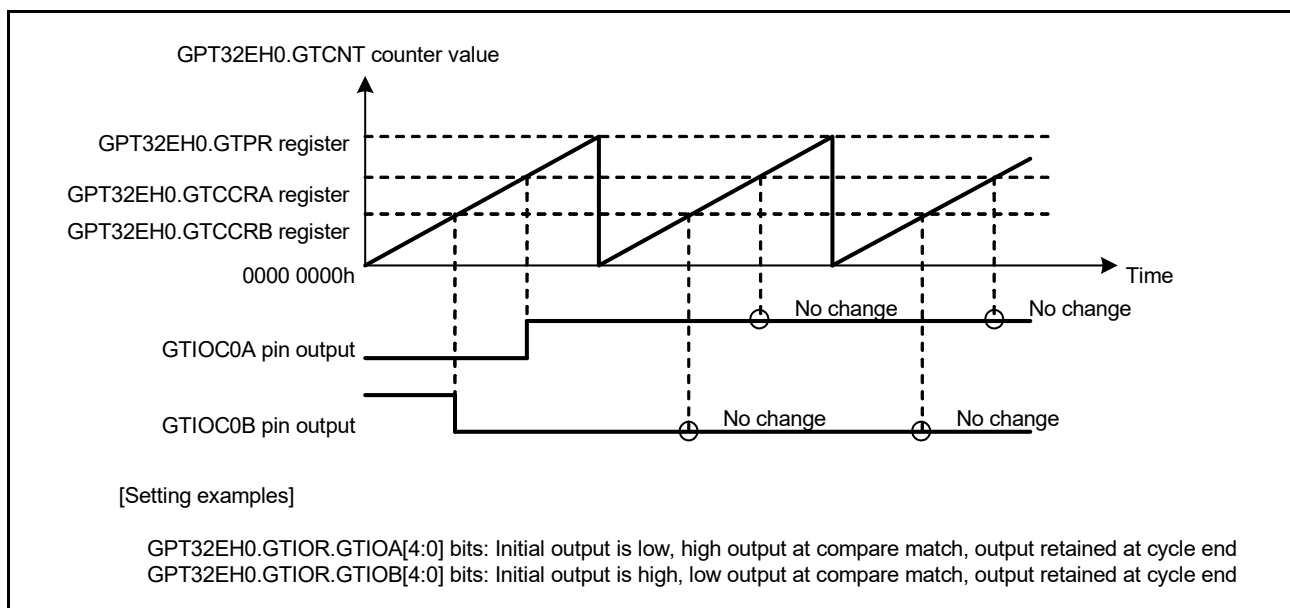 GPT32EH0.GTCNT counter value
GPT32EH0.GTPR register
GPT32EH0.GTCCRA register
GPT32EH0.GTCCRB register
0000 0000h
Time
No change
No change
GTIOC0A pin output
No change
No change
GTIOC0B pin output
[Setting examples]
GPT32EH0.GTIOR.GTIOA[4:0] bits: Initial output is low, high output at compare match, output retained at cycle end
GPT32EH0.GTIOR.GTIOB[4:0] bits: Initial output is high, low output at compare match, output retained at cycle end